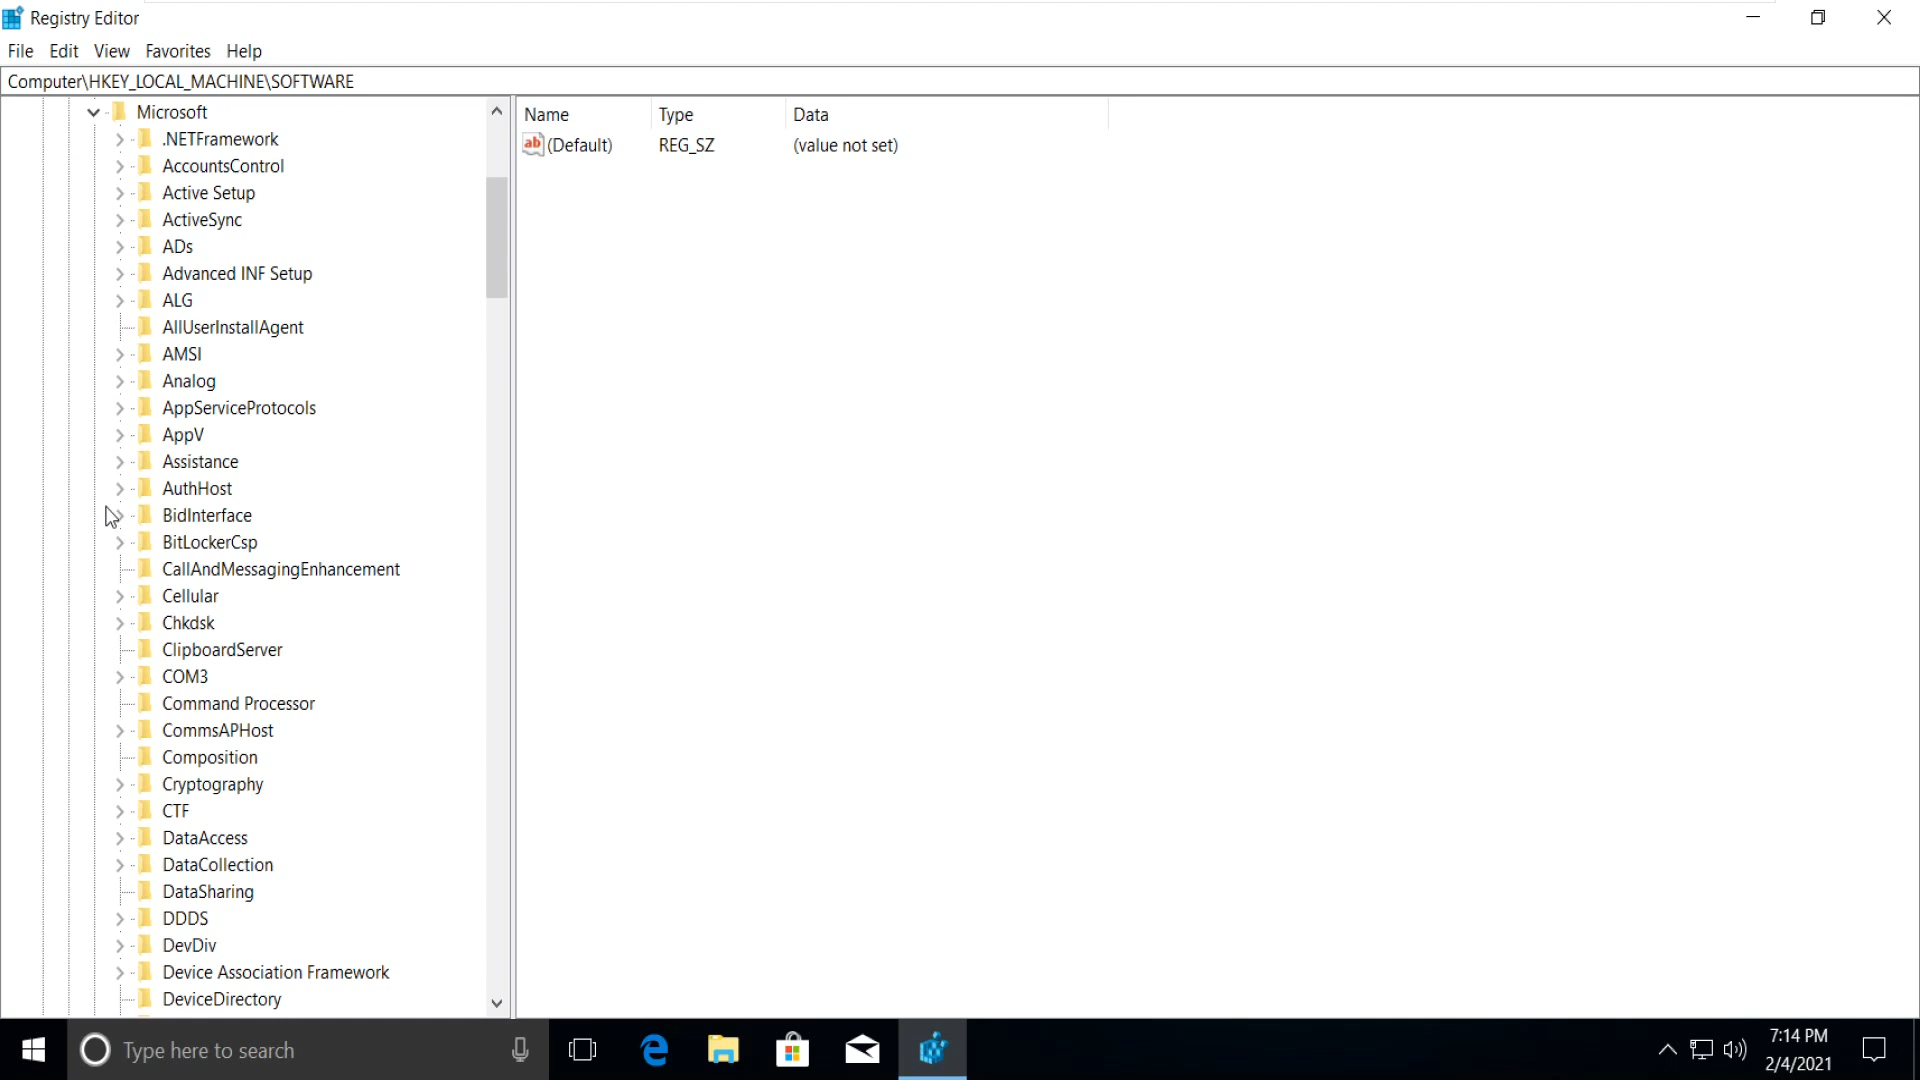 Registry Editor
File Edit View Favorites Help
Computer\HKEY_LOCAL_MACHINE\SOFTWARE
Microsoft
.NETFramework
AccountsControl
Active Setup
ActiveSync
ADs
Advanced INF Setup
ALG
AllUserInstallAgent
AMSI
Analog
AppServiceProtocols
AppV
Assistance
AuthHost
BidInterface
BitLockerCsp
CallAndMessagingEnhancement
Cellular
Chkdsk
ClipboardServer
COM3
Command Processor
CommsAPHost
Composition
Cryptography
CTF
DataAccess
DataCollection
DataSharing
DDDS
DevDiv
Device Association Framework
DeviceDirectory
Name Type Data
ab (Default) REG_SZ (value not set)
Type here to search
7:14 PM
2/4/2021